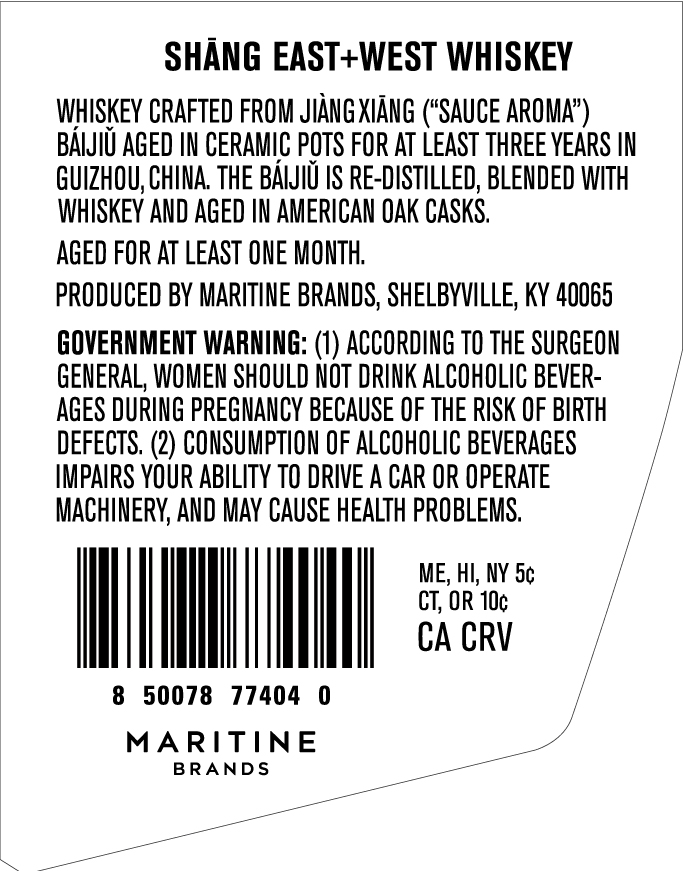 SHĀNG EAST+WEST WHISKEY
WHISKEY CRAFTED FROM JIÀNGXIĀNG (“SAUCE AROMA”)
BÁIJIǓ AGED IN CERAMIC POTS FOR AT LEAST THREE YEARS IN
GUIZHOU, CHINA. THE BÁIJIǓ IS RE-DISTILLED, BLENDED WITH
WHISKEY AND AGED IN AMERICAN OAK CASKS.
AGED FOR AT LEAST ONE MONTH.
PRODUCED BY MARITINE BRANDS, SHELBYVILLE, KY 40065
GOVERNMENT WARNING: (1) ACCORDING TO THE SURGEON
GENERAL, WOMEN SHOULD NOT DRINK ALCOHOLIC BEVER-
AGES DURING PREGNANCY BECAUSE OF THE RISK OF BIRTH
DEFECTS. (2) CONSUMPTION OF ALCOHOLIC BEVERAGES
IMPAIRS YOUR ABILITY TO DRIVE A CAR OR OPERATE
MACHINERY, AND MAY CAUSE HEALTH PROBLEMS.
ME, HI, NY 5¢
CT, OR 10¢
CA CRV
8 50078 77404 0
MARITINE
BRANDS